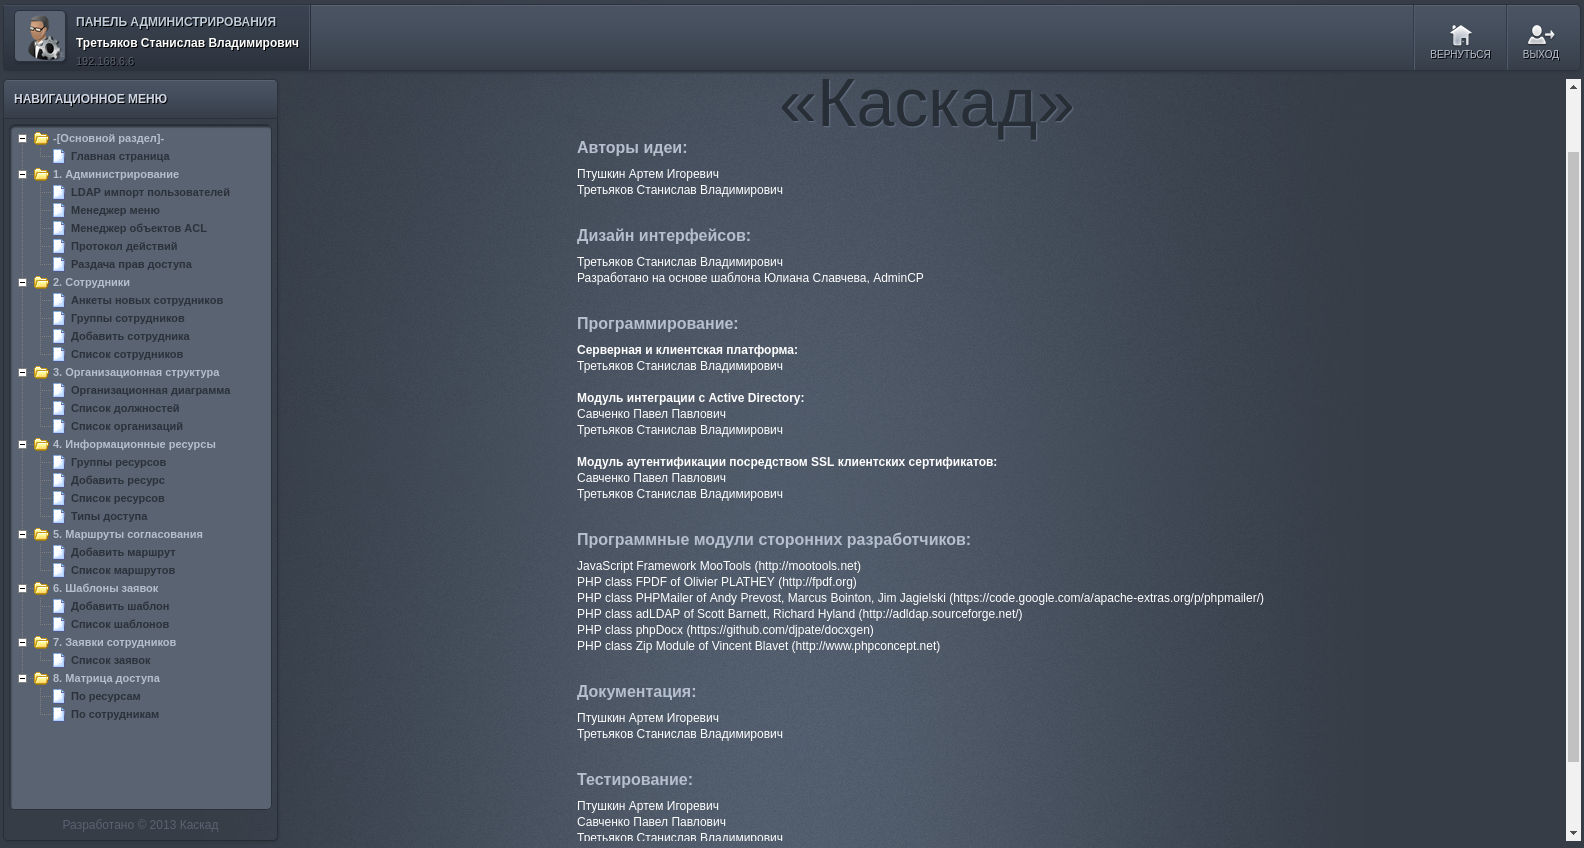 ПАНЕЛЬ АДМИНИСТРИРОВАНИЯ
Третьяков Станислав Владимирович
192.168.6.6
ВЕРНУТЬСЯ
ВЫХОД
НАВИГАЦИОННОЕ МЕНЮ
-[Основной раздел]-
Главная страница
1. Администрирование
LDAP импорт пользователей
Менеджер меню
Менеджер объектов ACL
Протокол действий
Раздача прав доступа
2. Сотрудники
Анкеты новых сотрудников
Группы сотрудников
Добавить сотрудника
Список сотрудников
3. Организационная структура
Организационная диаграмма
Список должностей
Список организаций
4. Информационные ресурсы
Группы ресурсов
Добавить ресурс
Список ресурсов
Типы доступа
5. Маршруты согласования
Добавить маршрут
Список маршрутов
6. Шаблоны заявок
Добавить шаблон
Список шаблонов
7. Заявки сотрудников
Список заявок
8. Матрица доступа
По ресурсам
По сотрудникам
Разработано © 2013 Каскад
«Каскад»
Авторы идеи:
Птушкин Артем Игоревич
Третьяков Станислав Владимирович
Дизайн интерфейсов:
Третьяков Станислав Владимирович
Разработано на основе шаблона Юлиана Славчева, AdminCP
Программирование:
Серверная и клиентская платформа:
Третьяков Станислав Владимирович
Модуль интеграции с Active Directory:
Савченко Павел Павлович
Третьяков Станислав Владимирович
Модуль аутентификации посредством SSL клиентских сертификатов:
Савченко Павел Павлович
Третьяков Станислав Владимирович
Программные модули сторонних разработчиков:
JavaScript Framework MooTools (http://mootools.net)
PHP class FPDF of Olivier PLATHEY (http://fpdf.org)
PHP class PHPMailer of Andy Prevost, Marcus Bointon, Jim Jagielski (https://code.google.com/a/apache-extras.org/p/phpmailer/)
PHP class adLDAP of Scott Barnett, Richard Hyland (http://adldap.sourceforge.net/)
PHP class phpDocx (https://github.com/djpate/docxgen)
PHP class Zip Module of Vincent Blavet (http://www.phpconcept.net)
Документация:
Птушкин Артем Игоревич
Третьяков Станислав Владимирович
Тестирование:
Птушкин Артем Игоревич
Савченко Павел Павлович
Третьяков Станислав Владимирович